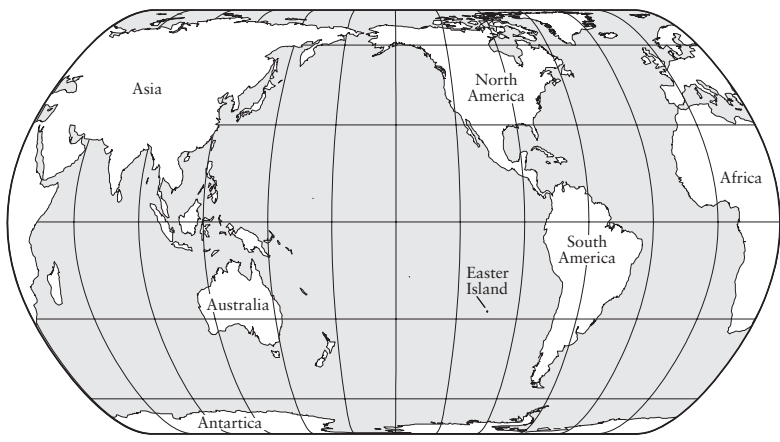 Asia
North
America
Africa
South
America
Easter
Island
Australia
Antartica